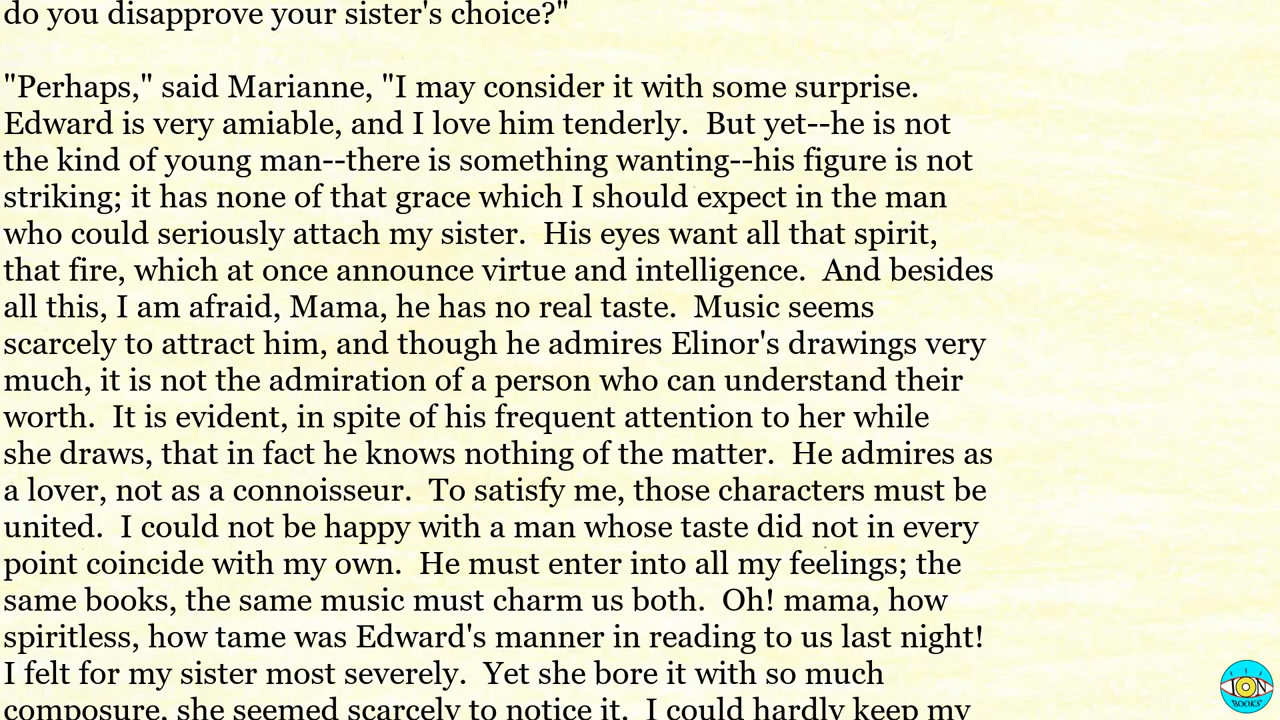 do you disapprove your sister's choice?"
"Perhaps," said Marianne, "I may consider it with some surprise.
Edward is very amiable, and I love him tenderly.  But yet--he is not
the kind of young man--there is something wanting--his figure is not
striking; it has none of that grace which I should expect in the man
who could seriously attach my sister.  His eyes want all that spirit,
that fire, which at once announce virtue and intelligence.  And besides
all this, I am afraid, Mama, he has no real taste.  Music seems
scarcely to attract him, and though he admires Elinor's drawings very
much, it is not the admiration of a person who can understand their
worth.  It is evident, in spite of his frequent attention to her while
she draws, that in fact he knows nothing of the matter.  He admires as
a lover, not as a connoisseur.  To satisfy me, those characters must be
united.  I could not be happy with a man whose taste did not in every
point coincide with my own.  He must enter into all my feelings; the
same books, the same music must charm us both.  Oh! mama, how
spiritless, how tame was Edward's manner in reading to us last night!
I felt for my sister most severely.  Yet she bore it with so much
composure, she seemed scarcely to notice it.  I could hardly keep my
ION
BOOKS